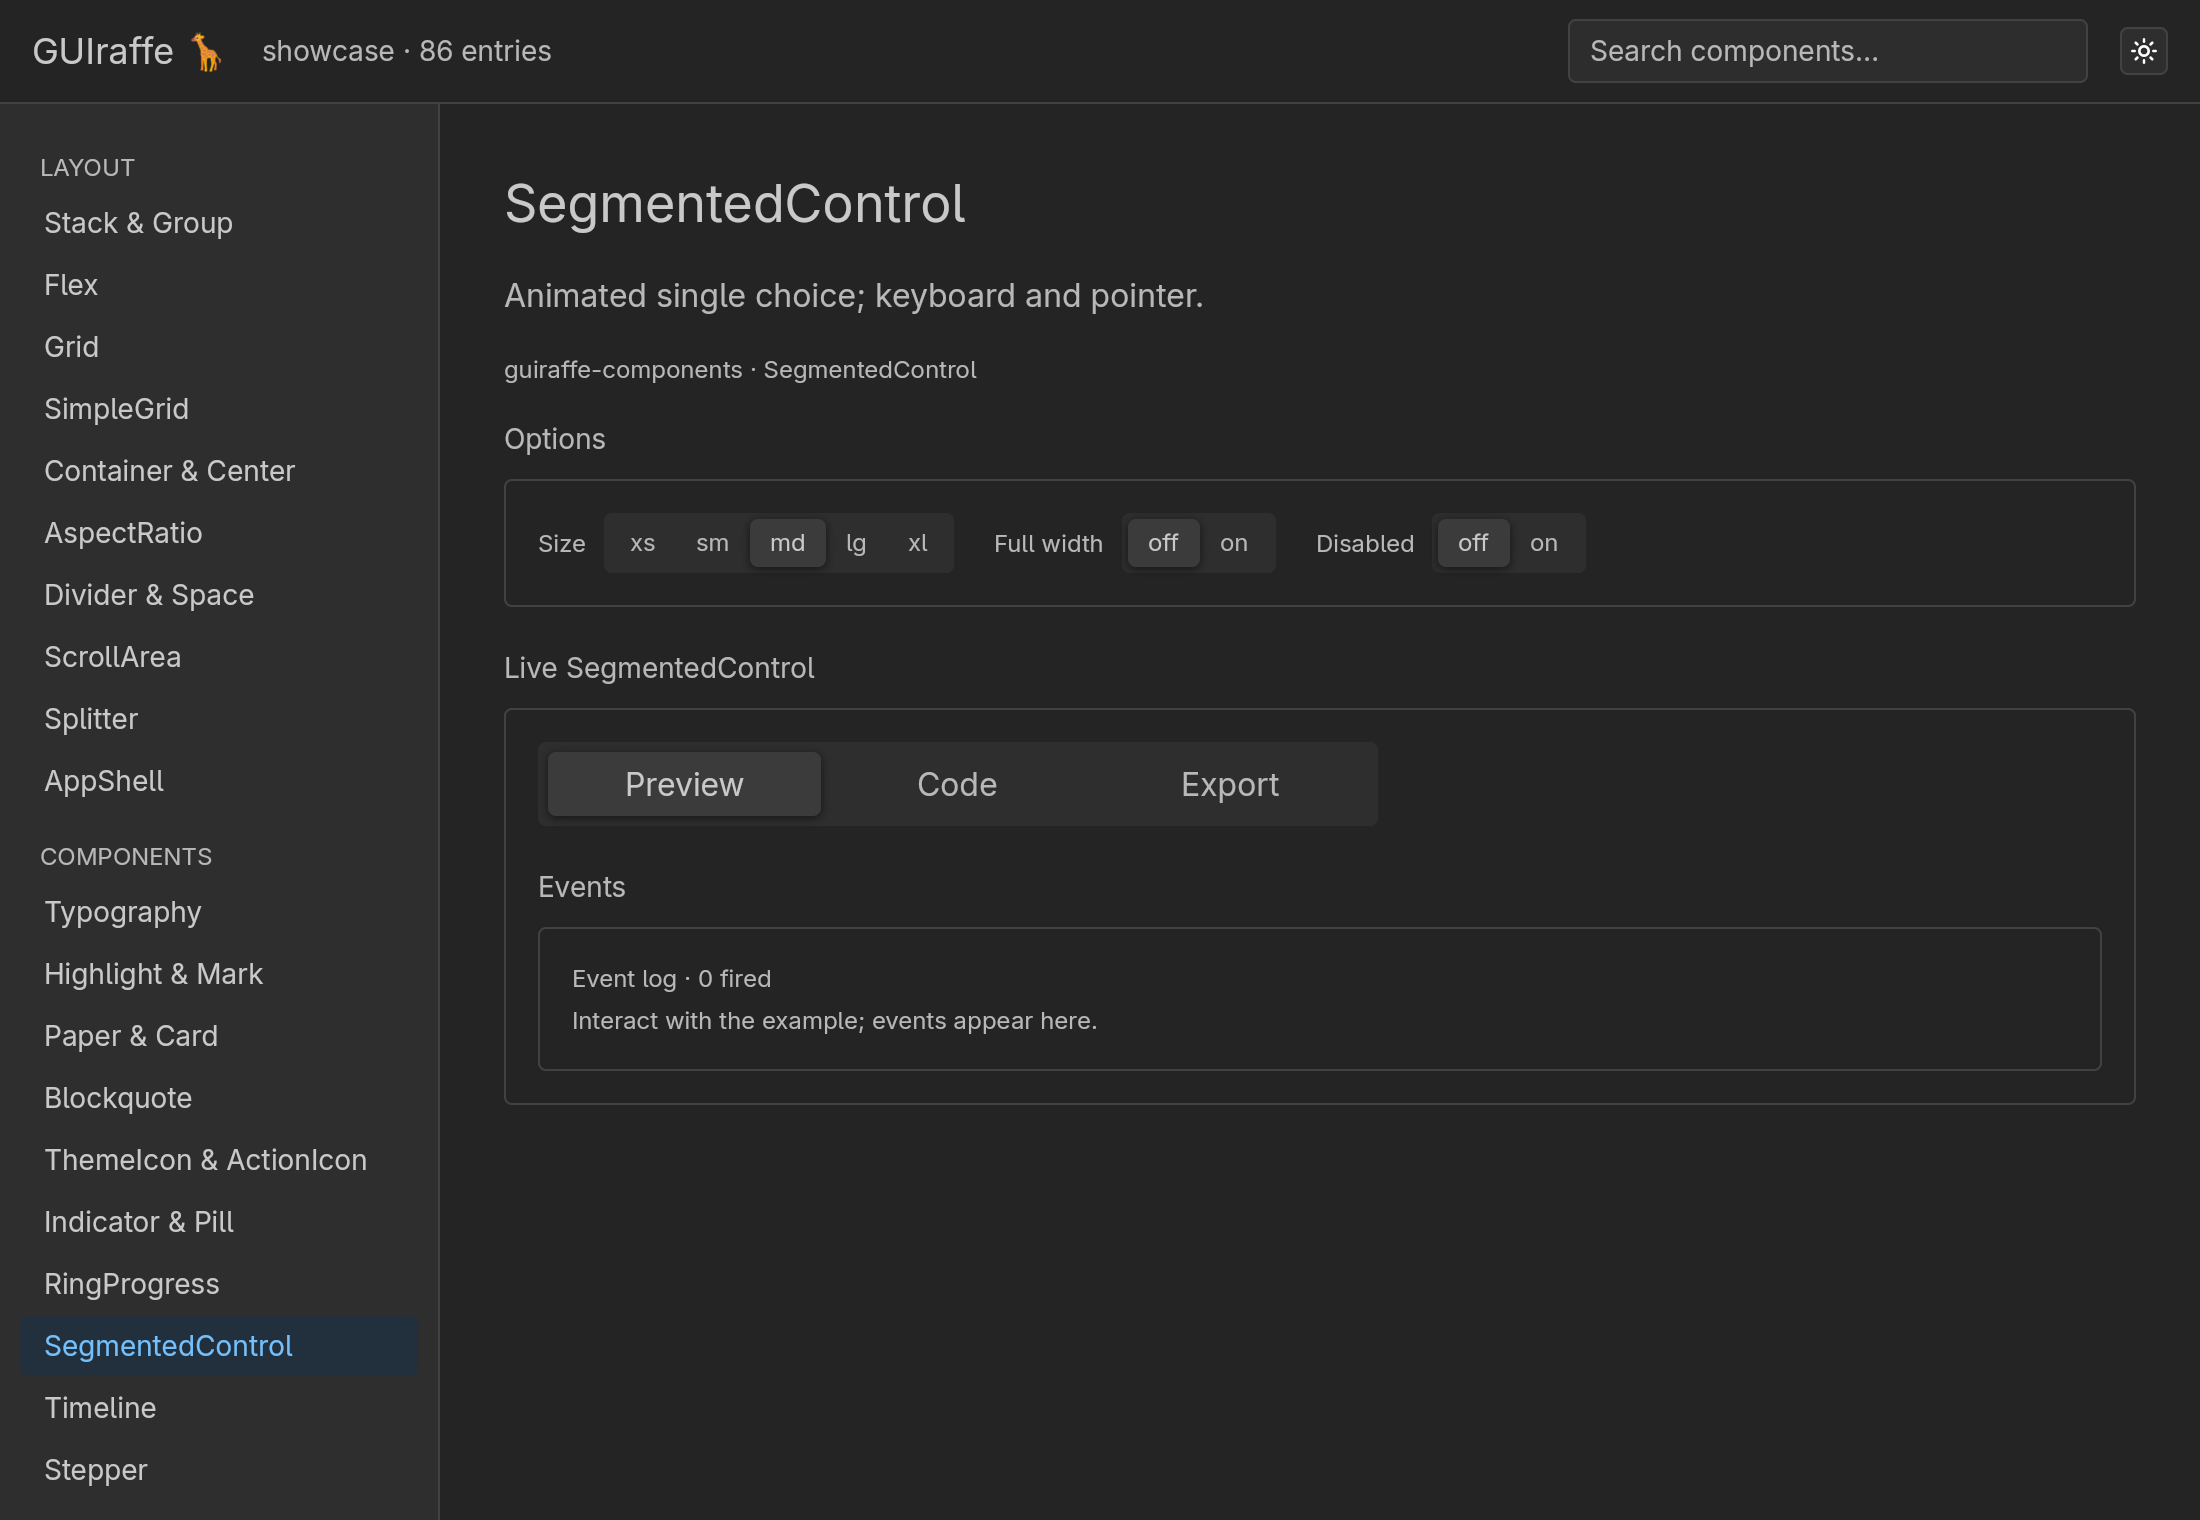 GUIraffe 🦒 showcase · 86 entries Search components...
LAYOUT
Stack & Group
Flex
Grid
SimpleGrid
Container & Center
AspectRatio
Divider & Space
ScrollArea
Splitter
AppShell
COMPONENTS
Typography
Highlight & Mark
Paper & Card
Blockquote
ThemeIcon & ActionIcon
Indicator & Pill
RingProgress
SegmentedControl
Timeline
Stepper
SegmentedControl
Animated single choice; keyboard and pointer.
guiraffe-components · SegmentedControl
Options
Size xs sm md lg xl Full width off on Disabled off on
Live SegmentedControl
Preview Code Export
Events
Event log · 0 fired
Interact with the example; events appear here.